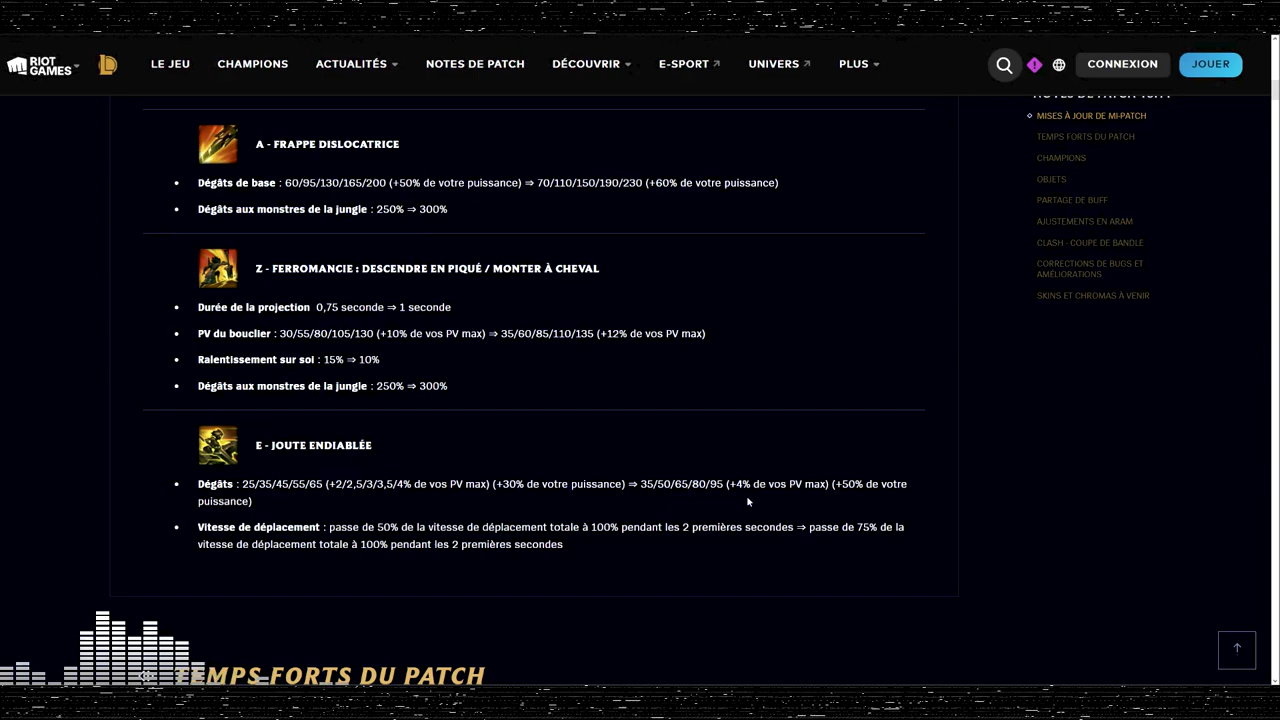 RIOT GAMES
LE JEU
CHAMPIONS
ACTUALITÉS
NOTES DE PATCH
DÉCOUVRIR
E-SPORT
UNIVERS
PLUS
CONNEXION
JOUER
A - FRAPPE DISLOCATRICE
Dégâts de base : 60/95/130/165/200 (+50% de votre puissance) ⇒ 70/110/150/190/230 (+60% de votre puissance)
Dégâts aux monstres de la jungle : 250% ⇒ 300%
Z - FERROMANCIE : DESCENDRE EN PIQUÉ / MONTER À CHEVAL
Durée de la projection 0,75 seconde ⇒ 1 seconde
PV du bouclier : 30/55/80/105/130 (+10% de vos PV max) ⇒ 35/60/85/110/135 (+12% de vos PV max)
Ralentissement sur soi : 15% ⇒ 10%
Dégâts aux monstres de la jungle : 250% ⇒ 300%
E - JOUTE ENDIABLÉE
Dégâts : 25/35/45/55/65 (+2/2,5/3/3,5/4% de vos PV max) (+30% de votre puissance) ⇒ 35/50/65/80/95 (+4% de vos PV max) (+50% de votre
puissance)
Vitesse de déplacement : passe de 50% de la vitesse de déplacement totale à 100% pendant les 2 premières secondes ⇒ passe de 75% de la
vitesse de déplacement totale à 100% pendant les 2 premières secondes
TEMPS FORTS DU PATCH
NOTES DE PATCH
MISES À JOUR DE MI-PATCH
TEMPS FORTS DU PATCH
CHAMPIONS
OBJETS
PARTAGE DE BUFF
AJUSTEMENTS EN ARAM
CLASH - COUPE DE BANDLE
CORRECTIONS DE BUGS ET
AMÉLIORATIONS
SKINS ET CHROMAS À VENIR